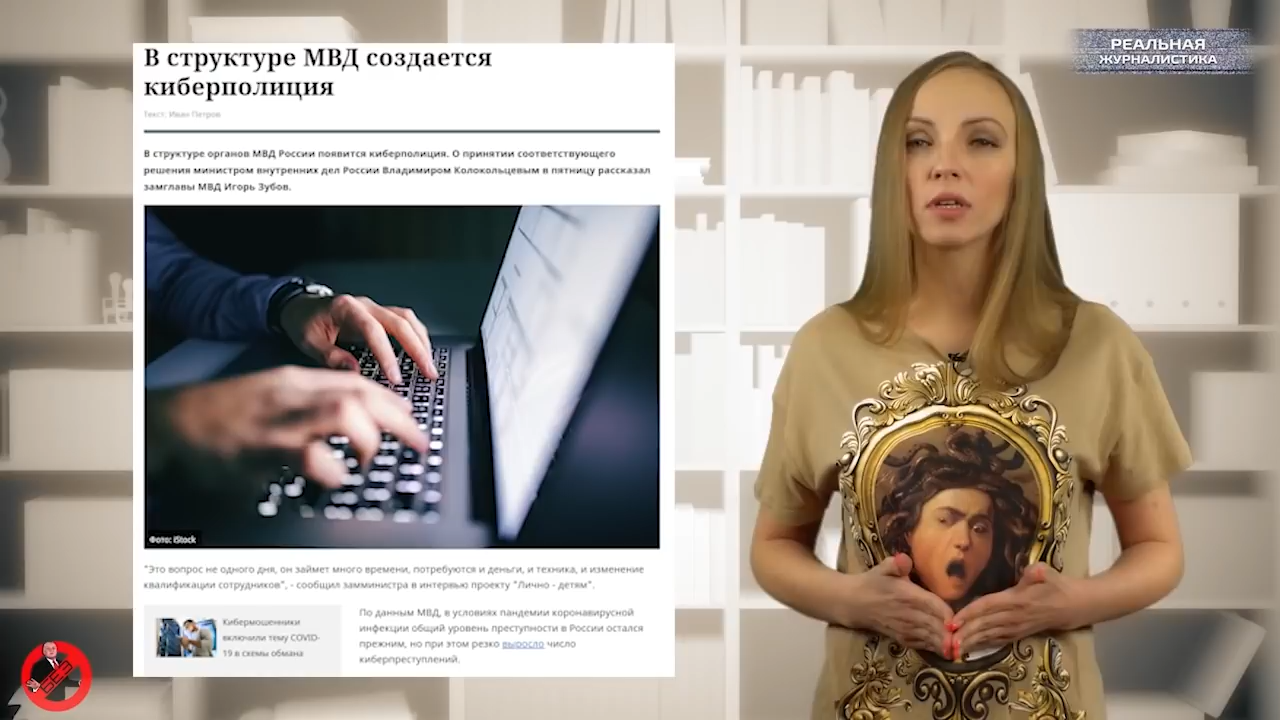 В структуре МВД создается
киберполиция
Текст: Иван Петров
В структуре органов МВД России появится киберполиция. О принятии соответствующего
решения министром внутренних дел России Владимиром Колокольцевым в пятницу рассказал
замглавы МВД Игорь Зубов.
Фото: iStock
"Это вопрос не одного дня, он займет много времени, потребуются и деньги, и техника, и изменение
квалификации сотрудников", - сообщил замминистра в интервью проекту "Лично - детям".
Кибермошенники
включили тему COVID-
19 в схемы обмана
По данным МВД, в условиях пандемии коронавирусной
инфекции общий уровень преступности в России остался
прежним, но при этом резко выросло число
киберпреступлений.
РЕАЛЬНАЯ
ЖУРНАЛИСТИКА
БЕЗ